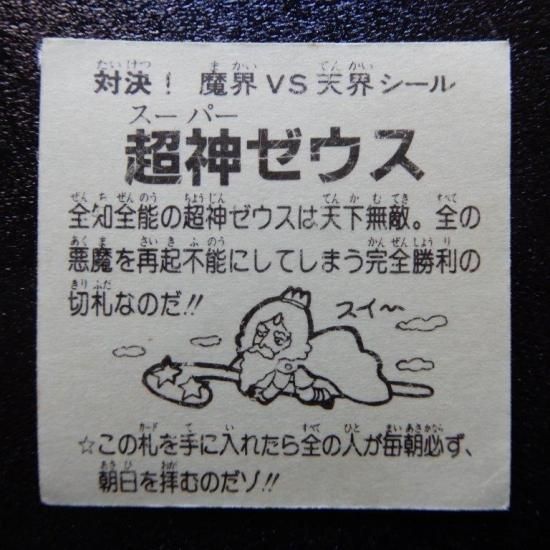 対決！ 魔界VS天界シール
スーパー
超神ゼウス
全知全能の超神ゼウスは天下無敵。全の
悪魔を再起不能にしてしまう完全勝利の
切札なのだ!!
スイ〜
☆この札を手に入れたら全の人が毎朝必ず、
朝日を拝むのだゾ!!